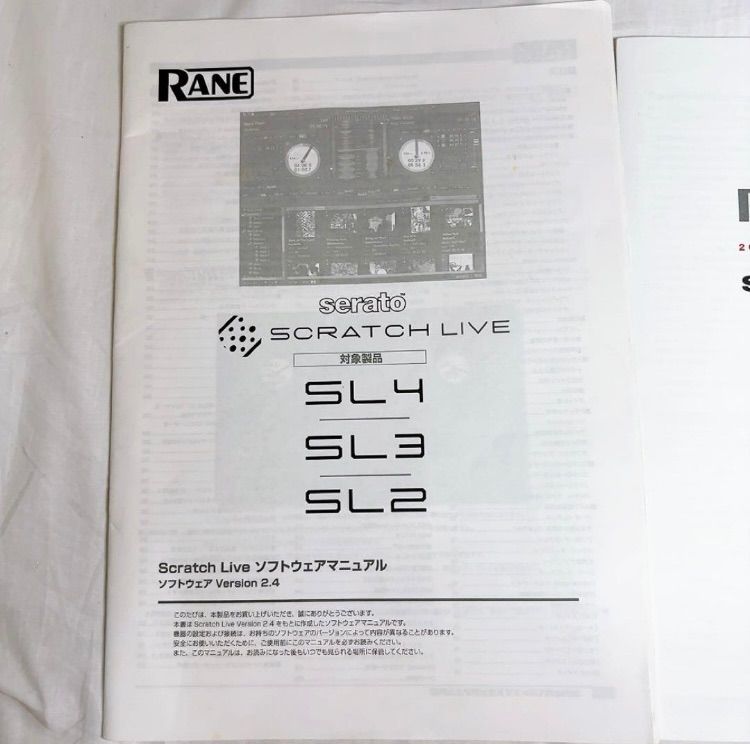 RANE
serato
SCRATCH LIVE
対象製品
SL4
SL3
SL2
Scratch Live ソフトウェアマニュアル
ソフトウェア Version 2.4
このたびは、本製品をお買い上げいただき、誠にありがとうございます。
本書は Scratch Live Version 2.4 をもとに作成したソフトウェアマニュアルです。
機器の設定および接続は、お持ちのソフトウェアのバージョンによって内容が異なることがあります。
安全にお使いいただくために、ご使用前にこのマニュアルを必ずお読みください。
また、このマニュアルは、お読みになった後もいつでも見られる場所に保管してください。